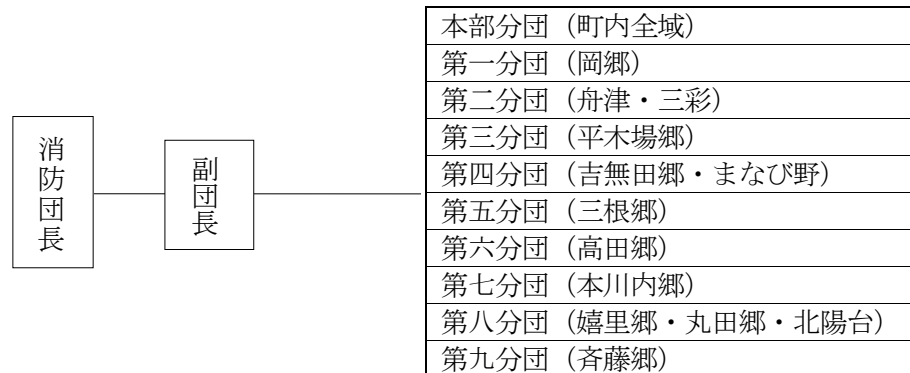 消防団長
副団長
本部分団（町内全域）
第一分団（岡郷）
第二分団（舟津・三彩）
第三分団（平木場郷）
第四分団（吉無田郷・まなび野）
第五分団（三根郷）
第六分団（高田郷）
第七分団（本川内郷）
第八分団（嬉里郷・丸田郷・北陽台）
第九分団（斉藤郷）